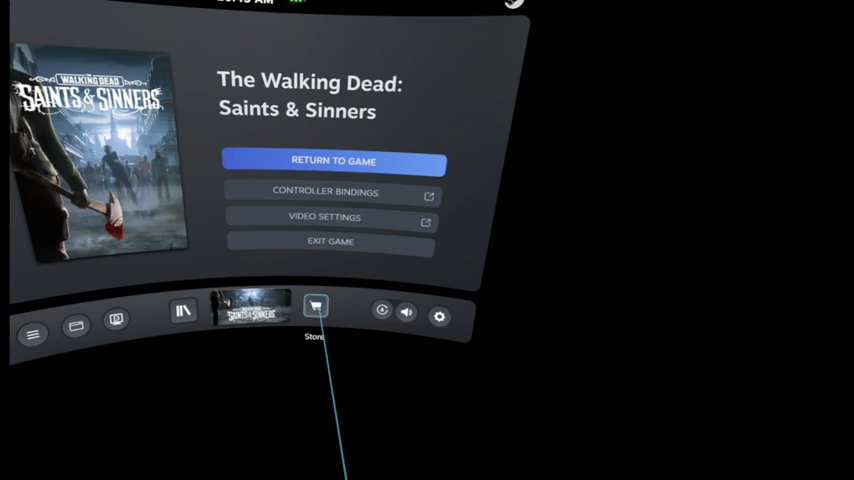 THE WALKING DEAD
SAINTS & SINNERS
The Walking Dead:
Saints & Sinners
RETURN TO GAME
CONTROLLER BINDINGS
VIDEO SETTINGS
EXIT GAME
SAINTS & SINNERS
Store